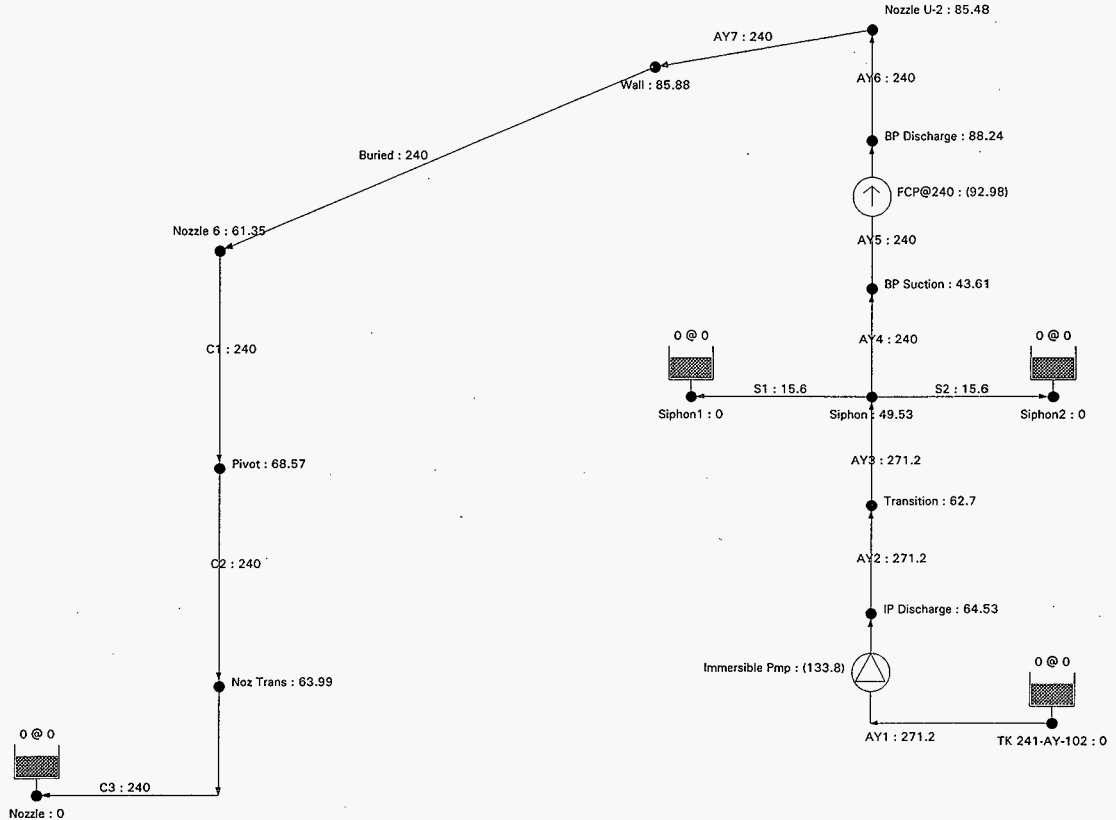 Nozzle U-2 : 85.48
AY7 : 240
Wall : 85.88
AY6 : 240
BP Discharge : 88.24
Buried : 240
FCP@240 : (92.98)
Nozzle 6 : 61.35
AY5 : 240
BP Suction : 43.61
C1 : 240
AY4 : 240
0 @ 0
0 @ 0
S1 : 15.6
S2 : 15.6
Siphon1 : 0
Siphon : 49.53
Siphon2 : 0
Pivot : 68.57
AY3 : 271.2
Transition : 62.7
C2 : 240
AY2 : 271.2
IP Discharge : 64.53
Immersible Pmp : (133.8)
0 @ 0
Noz Trans : 63.99
0 @ 0
AY1 : 271.2
TK 241-AY-102 : 0
C3 : 240
Nozzle : 0